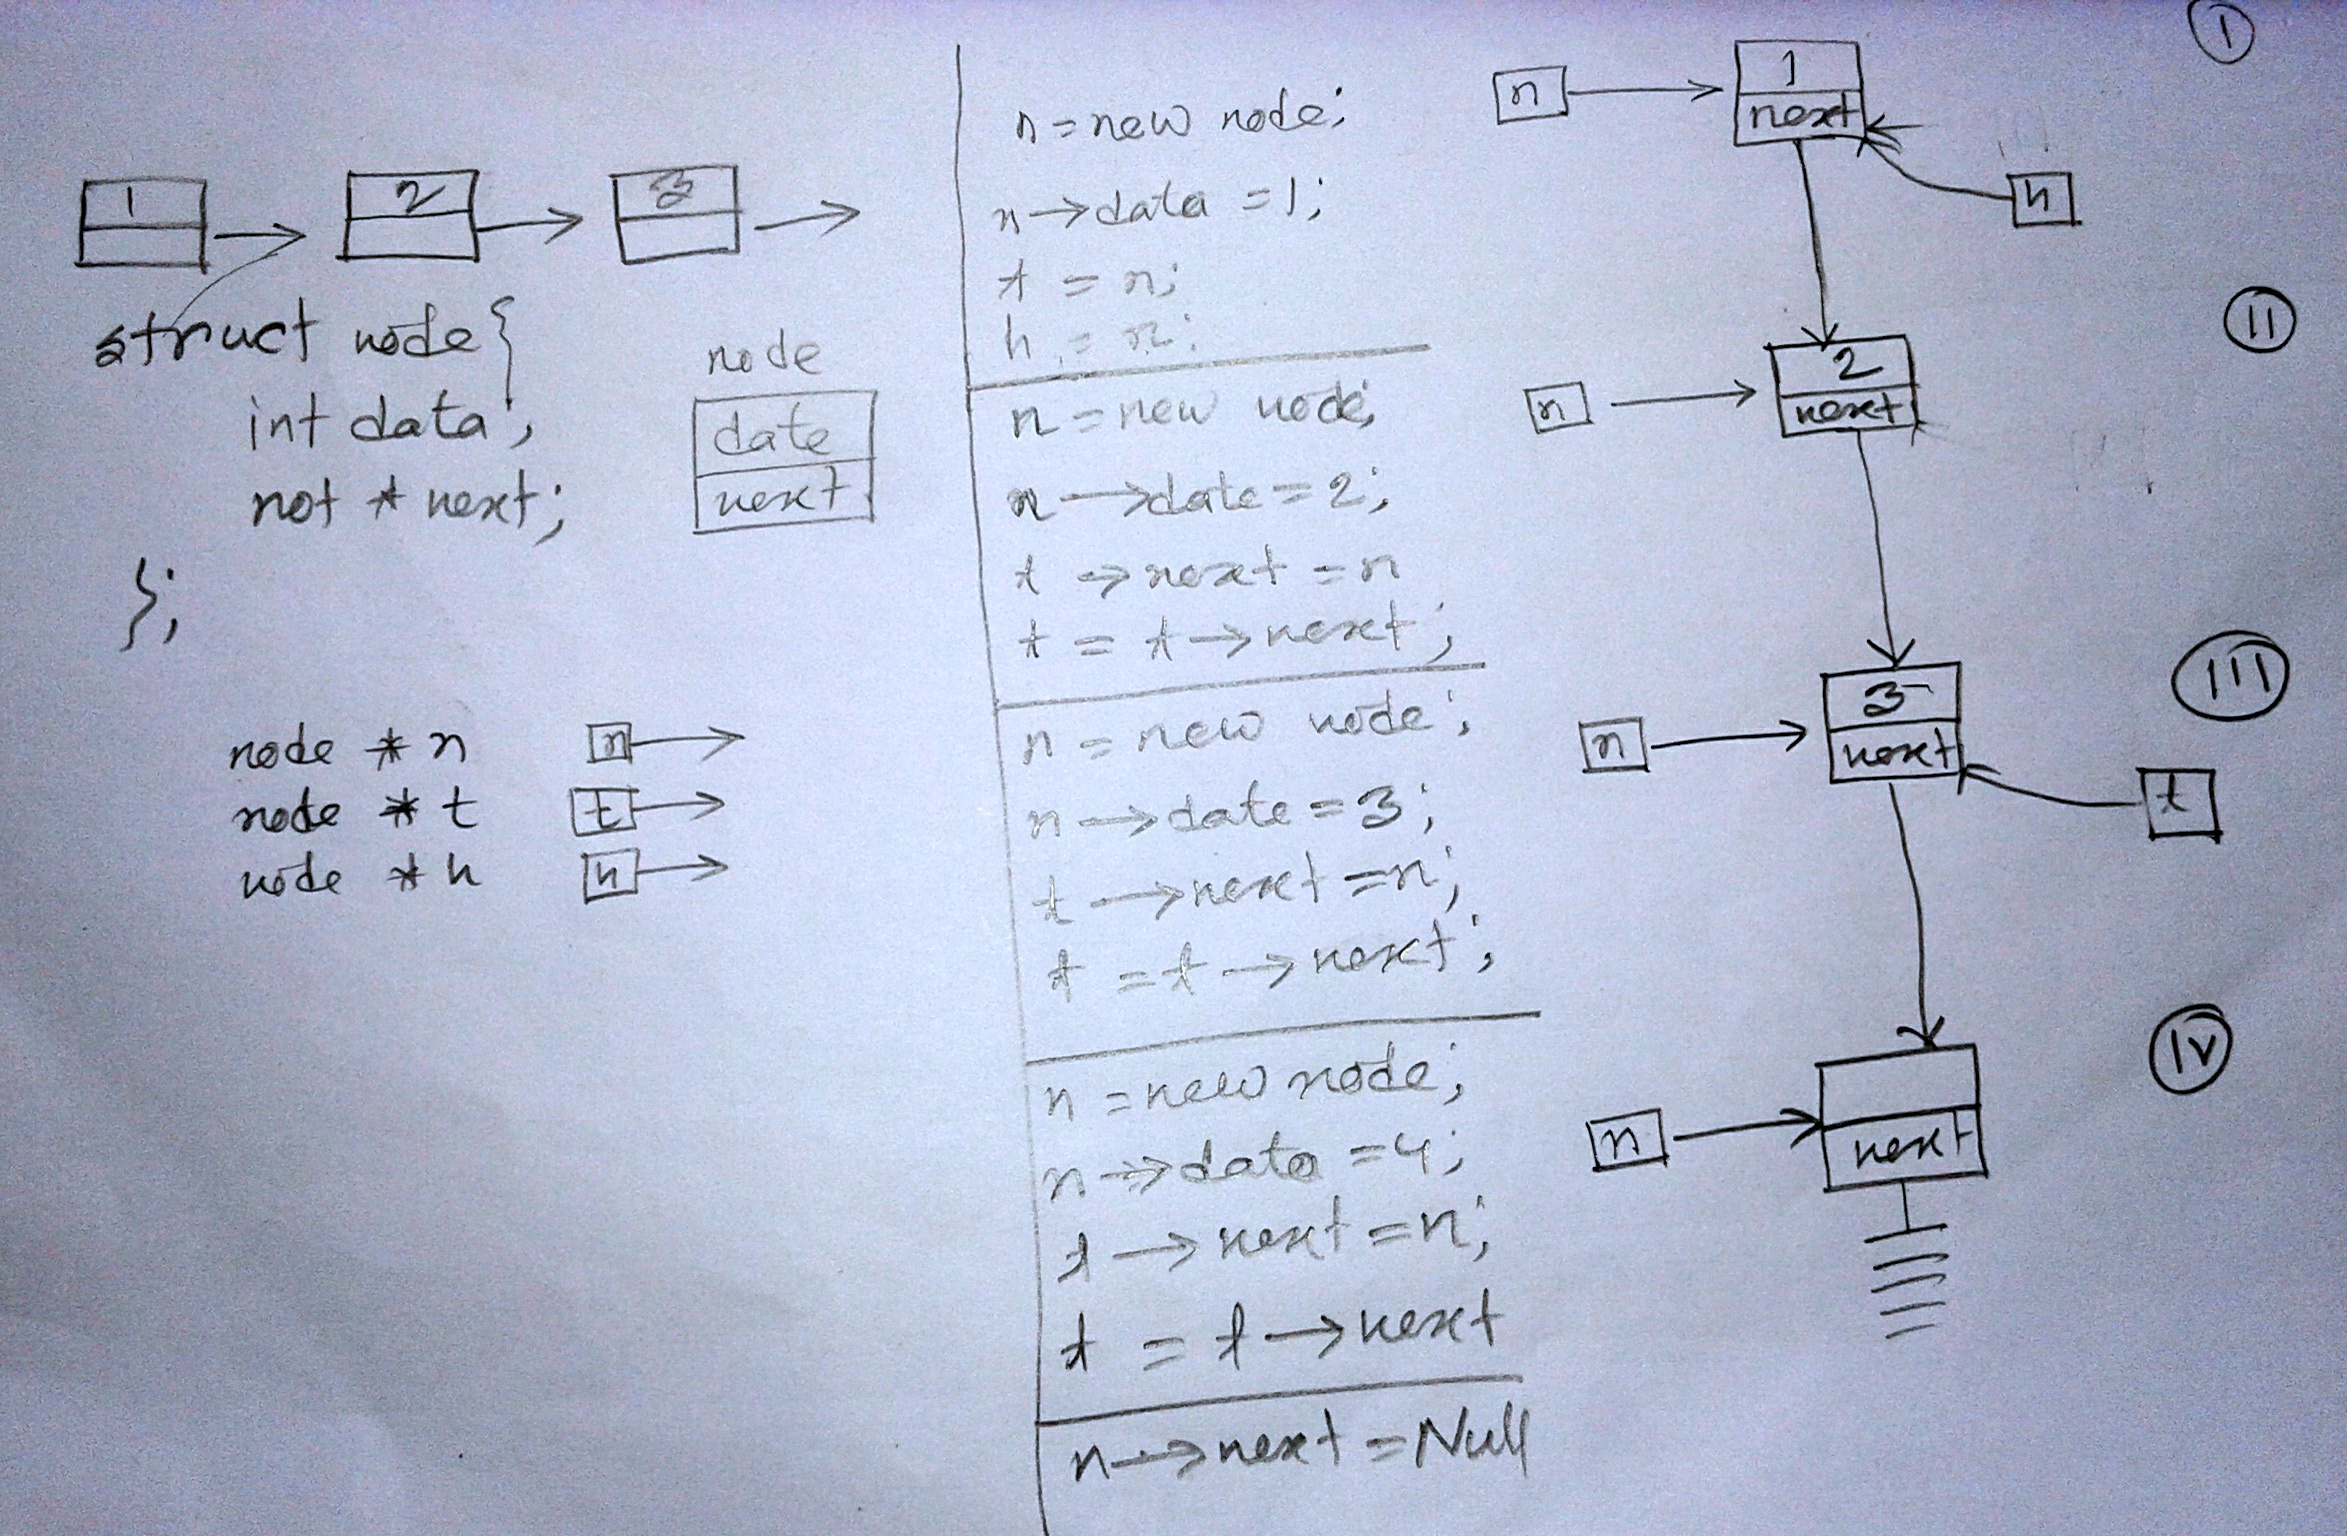 1
2
3
struct node{
int data;
not * next;
};
node
date
next
node * n
n
node * t
t
node * h
h
n = new node;
n → data = 1;
t = n;
h = n;
n = new node;
n → date = 2;
t → next = n
t = t → next;
n = new node;
n → date = 3;
t → next = n;
t = t → next;
n = new node;
n → data = 4;
t → next = n;
t = t → next
n → next = Null
I
n
1
next
h
II
n
2
next
III
n
3
next
t
IV
n
next